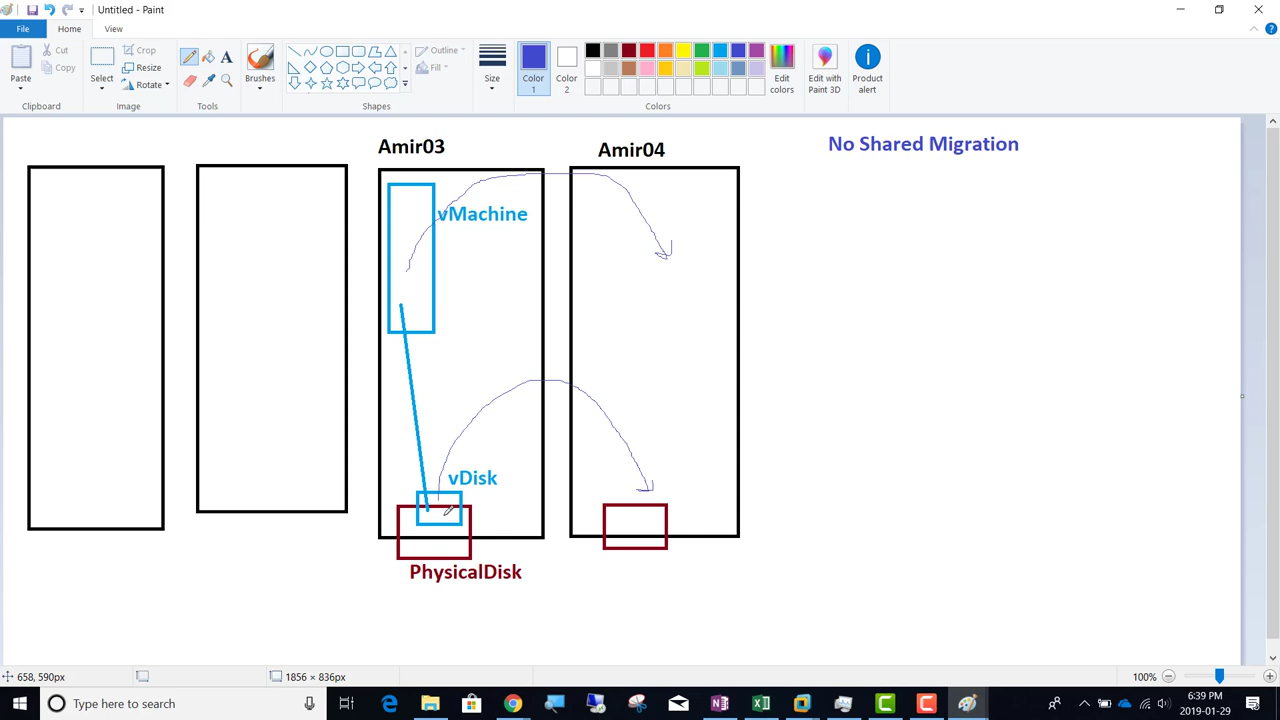 Untitled - Paint
File
Home
View
Paste
Cut
Copy
Clipboard
Select
Crop
Resize
Rotate
Image
Tools
Brushes
Shapes
Outline
Fill
Size
Color 1
Color 2
Edit colors
Colors
Edit with Paint 3D
Product alert
Amir03
Amir04
No Shared Migration
vMachine
vDisk
PhysicalDisk
658, 590px
1856 × 836px
100%
Type here to search
6:39 PM
2019-01-29